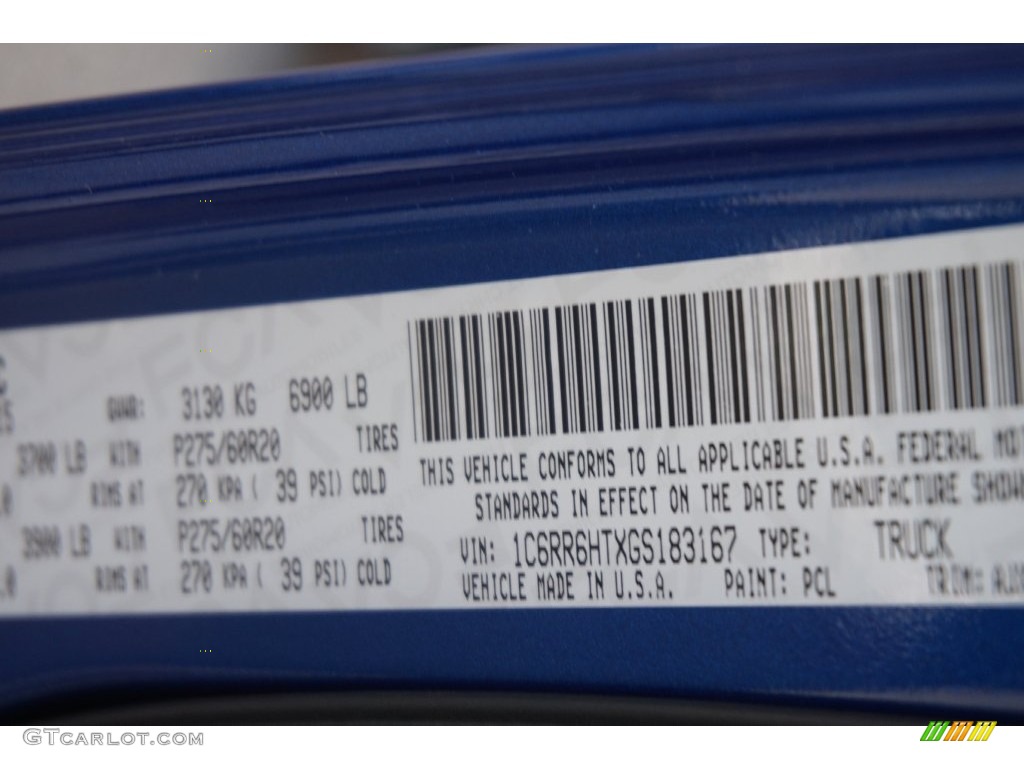 GWR: 3130 KG 6900 LB
3700 LB WITH P275/60R20 TIRES
RIMS AT 270 KPA ( 39 PSI) COLD
3900 LB WITH P275/60R20 TIRES
RIMS AT 270 KPA ( 39 PSI) COLD
THIS VEHICLE CONFORMS TO ALL APPLICABLE U.S.A. FEDERAL
STANDARDS IN EFFECT ON THE DATE OF MANUFACTURE
VIN: 1C6RR6HTXGS183167 TYPE: TRUCK
VEHICLE MADE IN U.S.A. PAINT: PCL TRIM:
GTCARLOT.COM